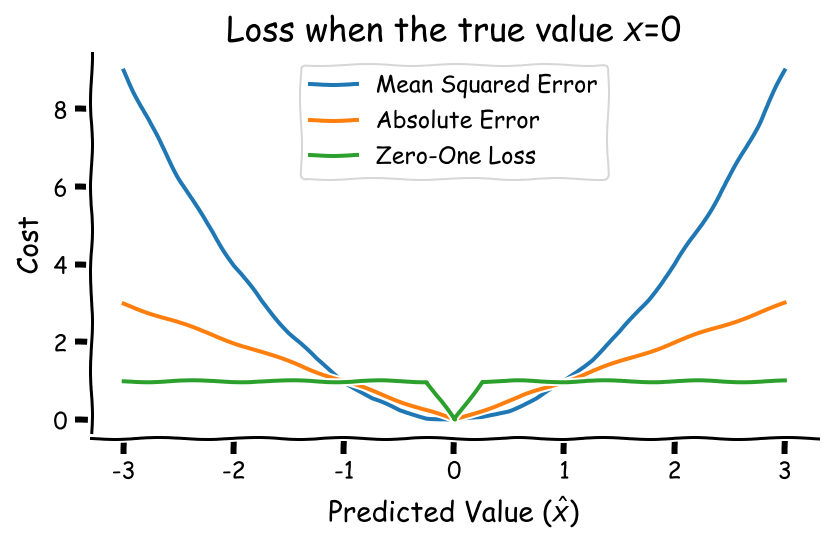 Loss when the true value x=0
Mean Squared Error
Absolute Error
Zero-One Loss
Cost
8
6
4
2
0
-3 -2 -1 0 1 2 3
Predicted Value (x̂)